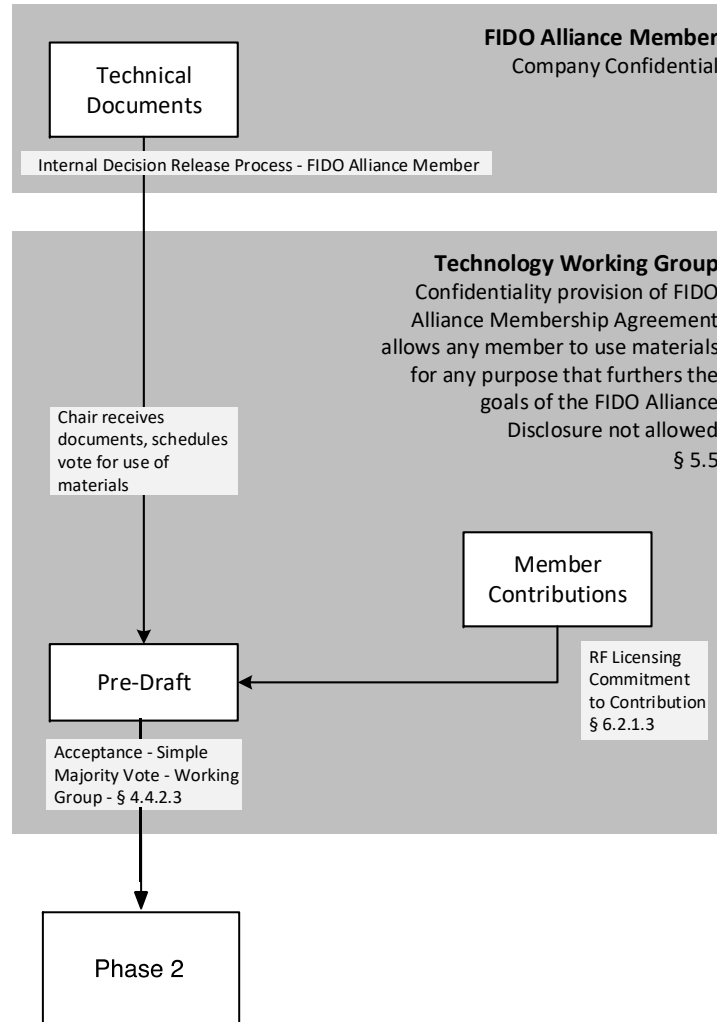 FIDO Alliance Member
Company Confidential
Technical
Documents
Internal Decision Release Process - FIDO Alliance Member
Technology Working Group
Confidentiality provision of FIDO
Alliance Membership Agreement
allows any member to use materials
for any purpose that furthers the
goals of the FIDO Alliance
Disclosure not allowed
§ 5.5
Chair receives
documents, schedules
vote for use of
materials
Member
Contributions
RF Licensing
Commitment
to Contribution
§ 6.2.1.3
Pre-Draft
Acceptance - Simple
Majority Vote - Working
Group - § 4.4.2.3
Phase 2